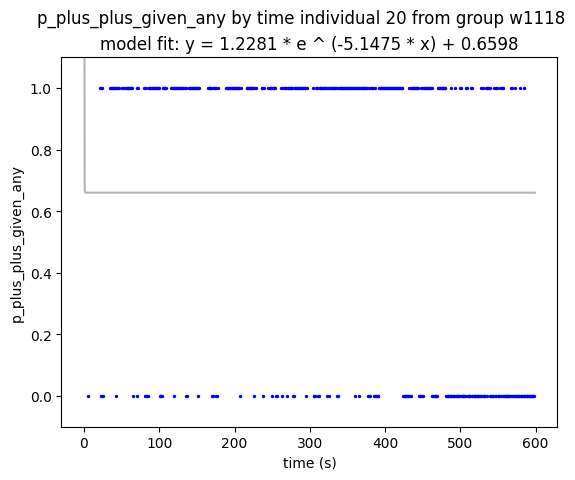 p_plus_plus_given_any by time individual 20 from group w1118
model fit: y = 1.2281 * e ^ (-5.1475 * x) + 0.6598
p_plus_plus_given_any
1.0
0.8
0.6
0.4
0.2
0.0
0 100 200 300 400 500 600
time (s)